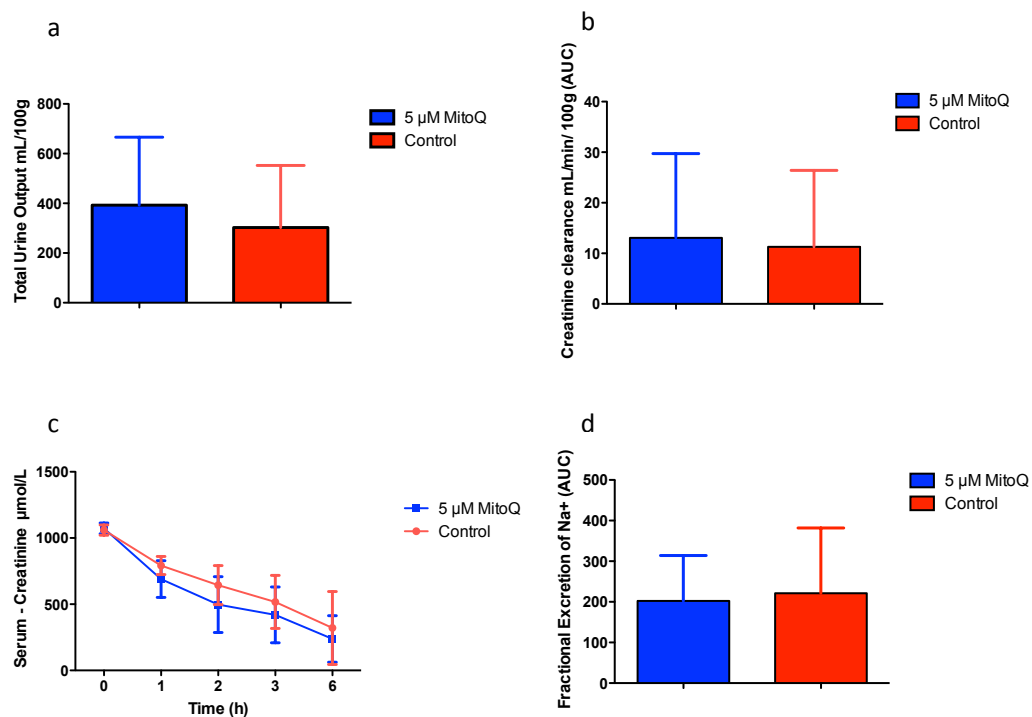 a
Total Urine Output mL/100g
800
600
400
200
0
5 µM MitoQ
Control
b
Creatinine clearance mL/min/ 100g (AUC)
40
30
20
10
0
5 µM MitoQ
Control
c
Serum - Creatinine µmol/L
1500
1000
500
0
0 1 2 3 6
Time (h)
5 µM MitoQ
Control
d
Fractional Excretion of Na+ (AUC)
500
400
300
200
100
0
5 µM MitoQ
Control